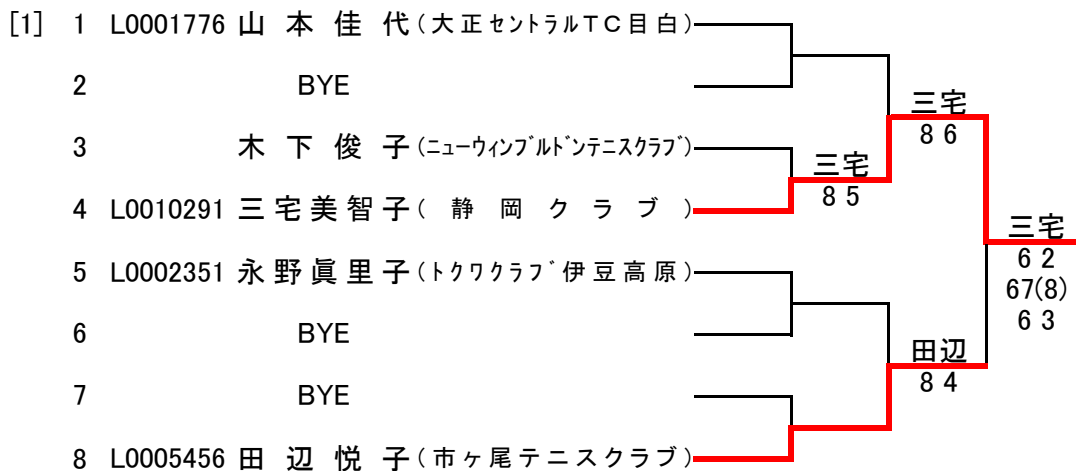 [1] 1 L0001776 山本佳代(大正セントラルTC目白)
2 BYE
3 木下俊子(ニューウィンブルドンテニスクラブ)
4 L0010291 三宅美智子(静岡クラブ)
5 L0002351 永野眞里子(トクワクラブ伊豆高原)
6 BYE
7 BYE
8 L0005456 田辺悦子(市ヶ尾テニスクラブ)
三宅
8 5
三宅
8 6
田辺
8 4
三宅
6 2
67(8)
6 3